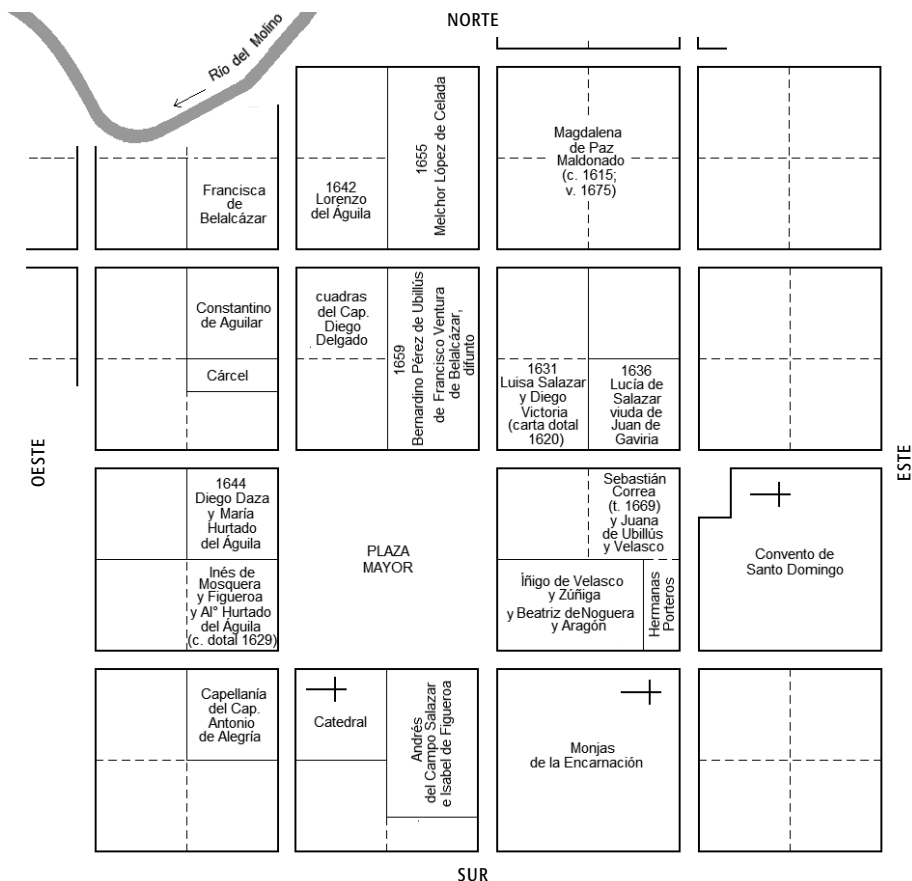 NORTE
Río del Molino
Francisca
de
Belalcázar
1642
Lorenzo
del Águila
1655
Melchor López de Celada
Magdalena
de Paz
Maldonado
(c. 1615;
v. 1675)
Constantino
de Aguilar
Cárcel
cuadras
del Cap.
Diego
Delgado
1659
Bernardino Pérez de Ubillús
de Francisco Ventura
de Belalcázar,
difunto
1631
Luisa Salazar
y Diego
Victoria
(carta dotal
1620)
1636
Lucía de
Salazar
viuda de
Juan de
Gaviria
OESTE
ESTE
1644
Diego Daza
y María
Hurtado
del Águila
Inés de
Mosquera
y Figueroa
y Al° Hurtado
del Águila
(c. dotal 1629)
PLAZA
MAYOR
Sebastián
Correa
(t. 1669)
y Juana
de Ubillús
y Velasco
Íñigo de Velasco
y Zúñiga
y Beatriz de Noguera
y Aragón
Hermanas
Porteros
Convento de
Santo Domingo
Capellanía
del Cap.
Antonio
de Alegría
Catedral
Andrés
del Campo Salazar
e Isabel de Figueroa
Monjas
de la Encarnación
SUR